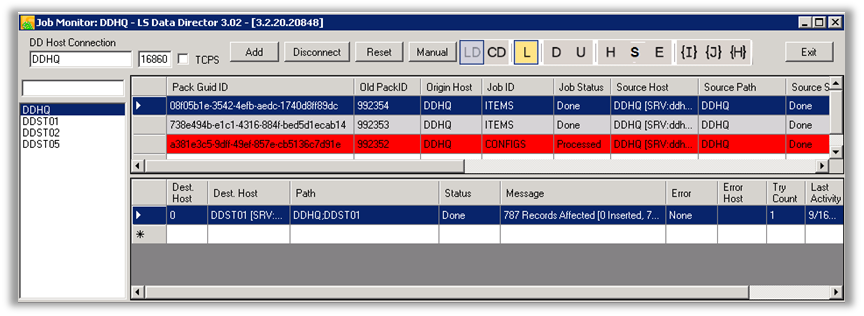 Job Monitor: DDHQ - LS Data Director 3.02 - [3.2.20.20848]
DD Host Connection
DDHQ 16860 TCPS Add Disconnect Reset Manual LD CD L D U H S E {I} {J} {H} Exit
DDHQ
DDST01
DDST02
DDST05
Pack Guid ID Old PackID Origin Host Job ID Job Status Source Host Source Path Source S
08f05b1e-3542-4efb-aedc-1740d8ff89dc 992354 DDHQ ITEMS Done DDHQ [SRV:ddh... DDHQ Done
738e494b-e1c1-4316-884f-bed5d1ecab14 992353 DDHQ ITEMS Done DDHQ [SRV:ddh... DDHQ Done
a381e3c5-9dff-49ef-857e-cb5136c7d91e 992352 DDHQ CONFIGS Processed DDHQ [SRV:ddh... DDHQ Done
Dest. Host Dest. Host Path Status Message Error Error Host Try Count Last Activity
0 DDST01 [SRV:... DDHQ;DDST01 Done 787 Records Affected [0 Inserted, 7... None 1 9/16...